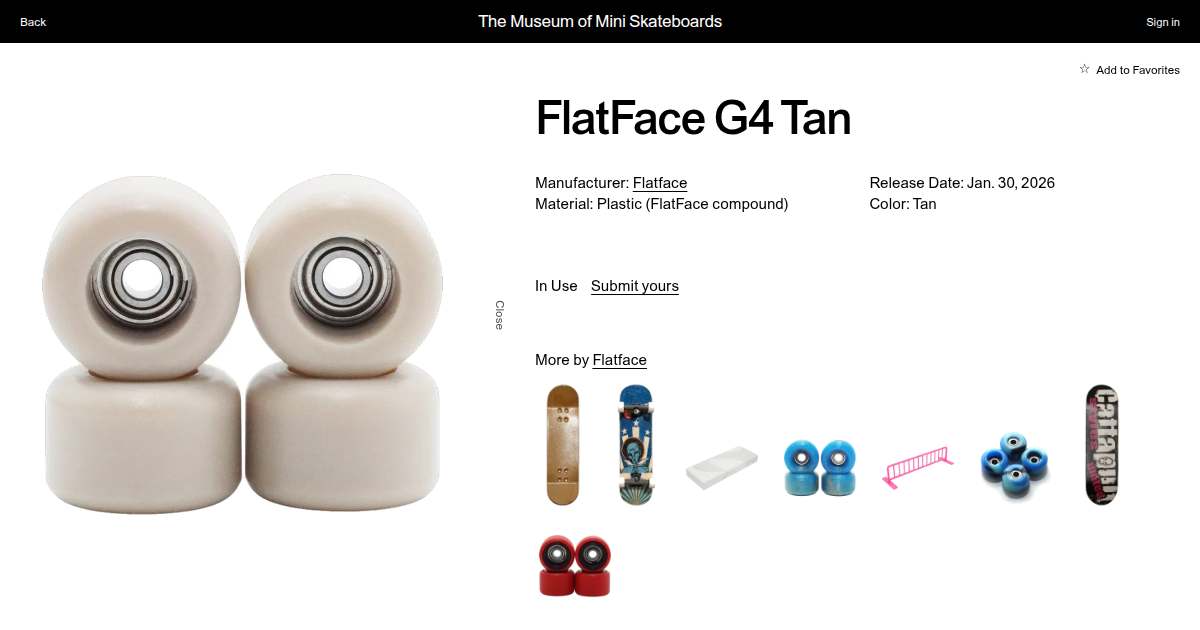 Back
The Museum of Mini Skateboards
Sign in
☆ Add to Favorites
FlatFace G4 Tan
Manufacturer: Flatface
Material: Plastic (FlatFace compound)
Release Date: Jan. 30, 2026
Color: Tan
In Use Submit yours
Close
More by Flatface